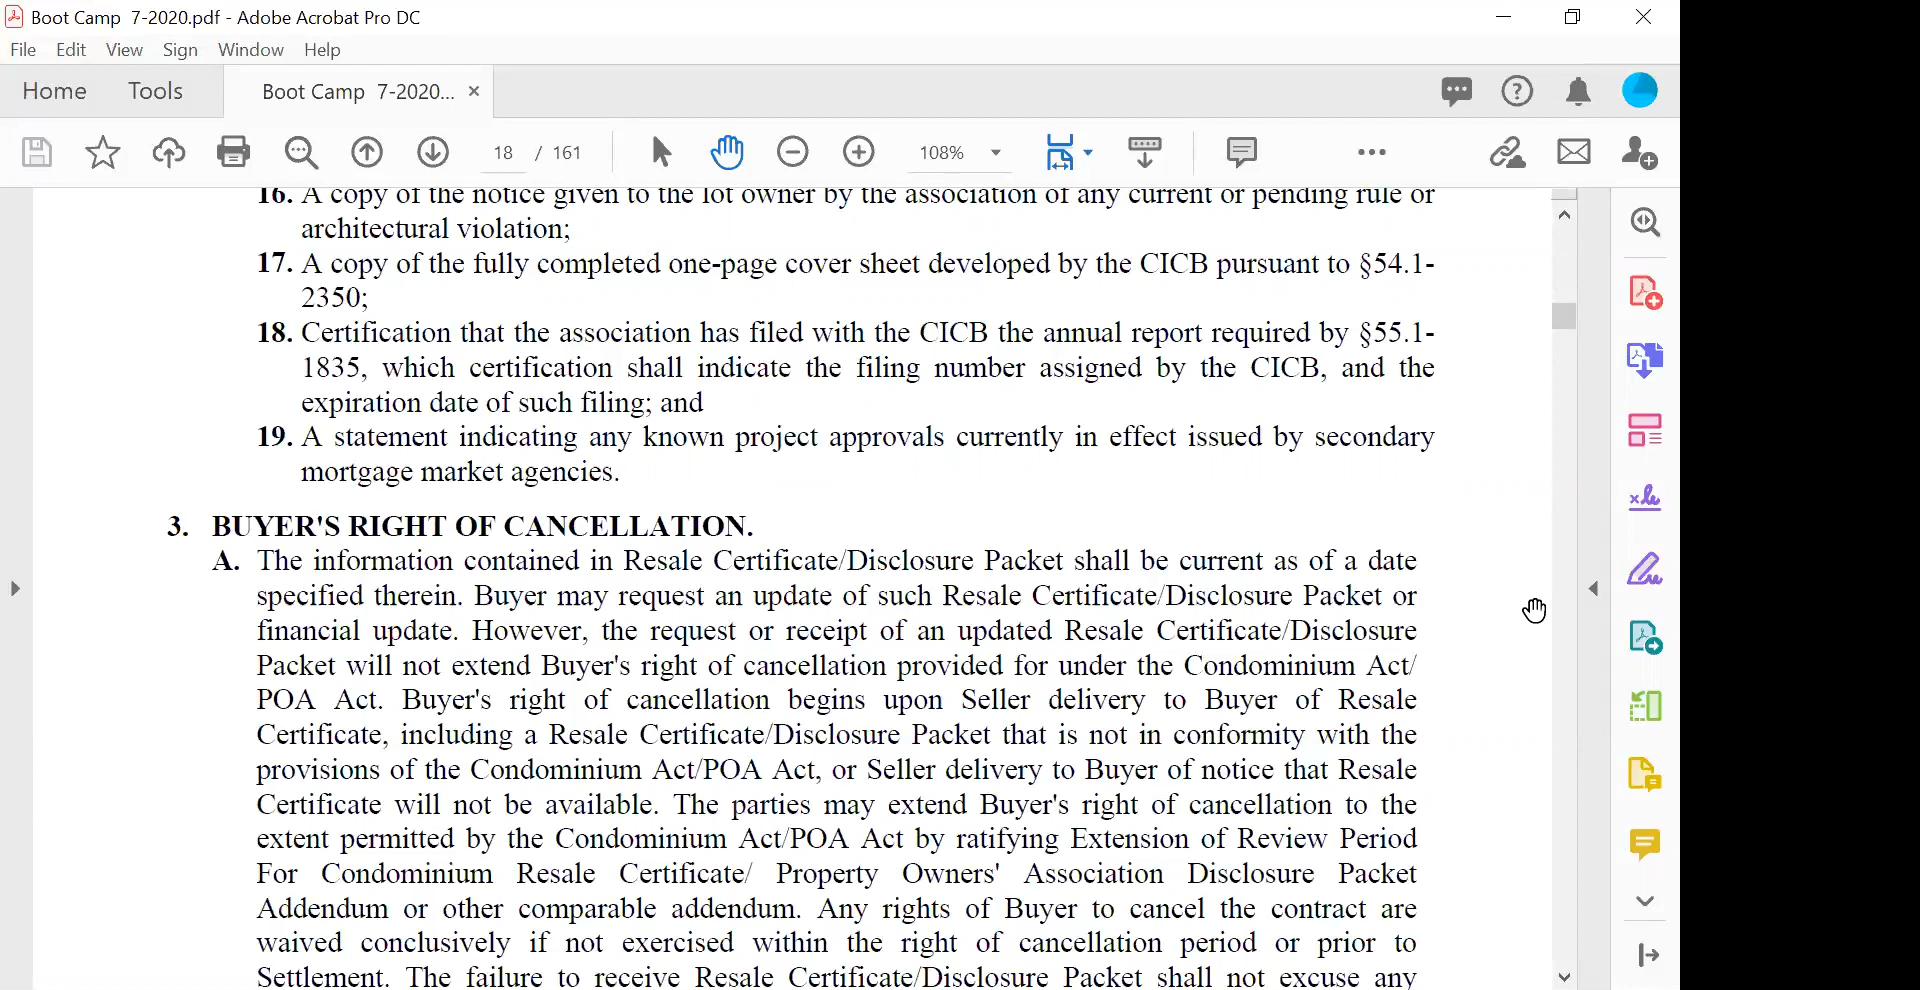 Boot Camp 7-2020.pdf - Adobe Acrobat Pro DC
File Edit View Sign Window Help
Home Tools Boot Camp 7-2020... ×
18 / 161 108%
16. A copy of the notice given to the lot owner by the association of any current or pending rule or
architectural violation;
17. A copy of the fully completed one-page cover sheet developed by the CICB pursuant to §54.1-
2350;
18. Certification that the association has filed with the CICB the annual report required by §55.1-
1835, which certification shall indicate the filing number assigned by the CICB, and the
expiration date of such filing; and
19. A statement indicating any known project approvals currently in effect issued by secondary
mortgage market agencies.
3. BUYER'S RIGHT OF CANCELLATION.
A. The information contained in Resale Certificate/Disclosure Packet shall be current as of a date
specified therein. Buyer may request an update of such Resale Certificate/Disclosure Packet or
financial update. However, the request or receipt of an updated Resale Certificate/Disclosure
Packet will not extend Buyer's right of cancellation provided for under the Condominium Act/
POA Act. Buyer's right of cancellation begins upon Seller delivery to Buyer of Resale
Certificate, including a Resale Certificate/Disclosure Packet that is not in conformity with the
provisions of the Condominium Act/POA Act, or Seller delivery to Buyer of notice that Resale
Certificate will not be available. The parties may extend Buyer's right of cancellation to the
extent permitted by the Condominium Act/POA Act by ratifying Extension of Review Period
For Condominium Resale Certificate/ Property Owners' Association Disclosure Packet
Addendum or other comparable addendum. Any rights of Buyer to cancel the contract are
waived conclusively if not exercised within the right of cancellation period or prior to
Settlement. The failure to receive Resale Certificate/Disclosure Packet shall not excuse any